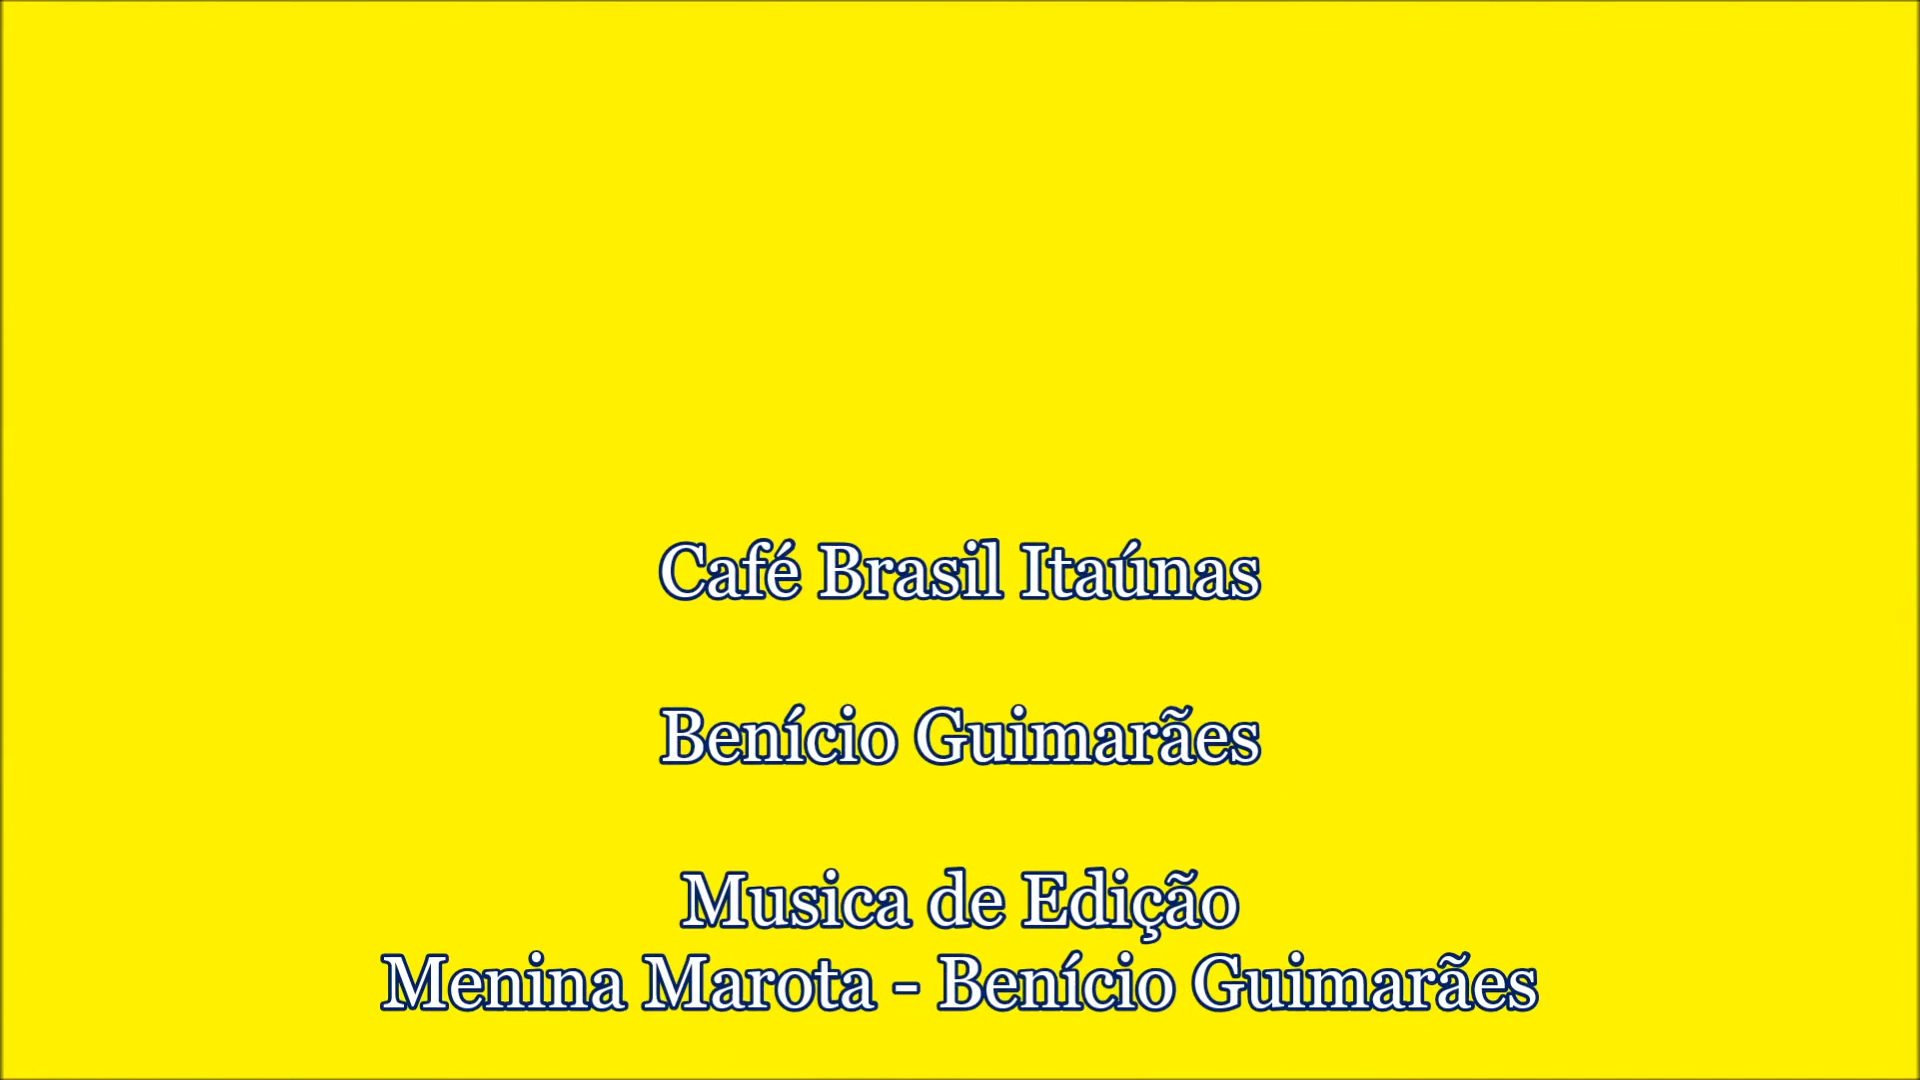 Café Brasil Itaúnas
Benício Guimarães
Musica de Edição
Menina Marota - Benício Guimarães